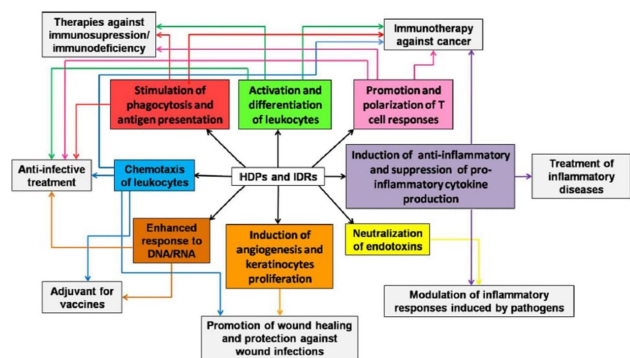 Therapies against
immunosupression/
immunodeficiency
Immunotherapy
against cancer
Stimulation of
phagocytosis and
antigen presentation
Activation and
differentiation
of leukocytes
Promotion and
polarization of T
cell responses
Anti-infective
treatment
Chemotaxis
of leukocytes
HDPs and IDRs
Induction of anti-inflammatory
and suppression of pro-
inflammatory cytokine
production
Treatment of
inflammatory
diseases
Enhanced
response to
DNA/RNA
Induction of
angiogenesis and
keratinocytes
proliferation
Neutralization
of endotoxins
Adjuvant for
vaccines
Promotion of wound healing
and protection against
wound infections
Modulation of inflammatory
responses induced by pathogens